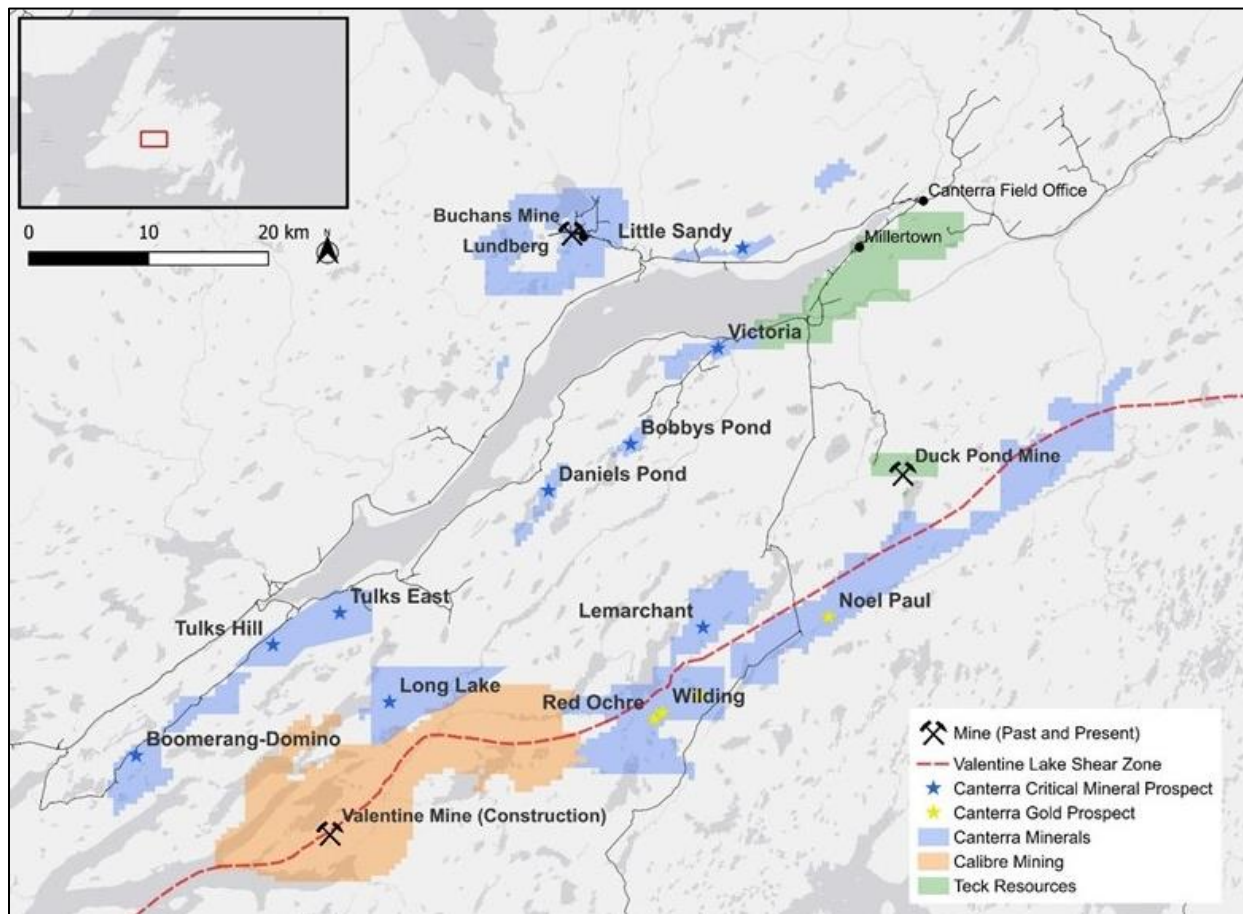 0 10 20 km
N
Canterra Field Office
Buchans Mine
Lundberg
Little Sandy
Millertown
Victoria
Bobbys Pond
Duck Pond Mine
Daniels Pond
Tulks East
Lemarchant
Noel Paul
Tulks Hill
Long Lake
Red Ochre
Wilding
Boomerang-Domino
Valentine Mine (Construction)
Mine (Past and Present)
Valentine Lake Shear Zone
Canterra Critical Mineral Prospect
Canterra Gold Prospect
Canterra Minerals
Calibre Mining
Teck Resources